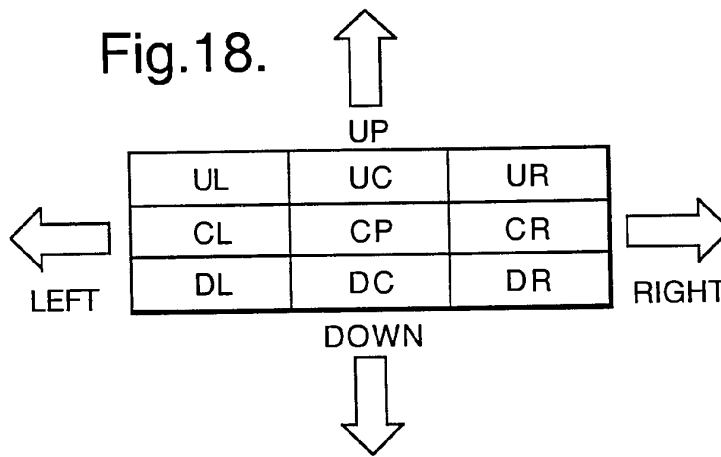 Fig.18.
UP
UL UC UR
CL CP CR
DL DC DR
LEFT RIGHT
DOWN